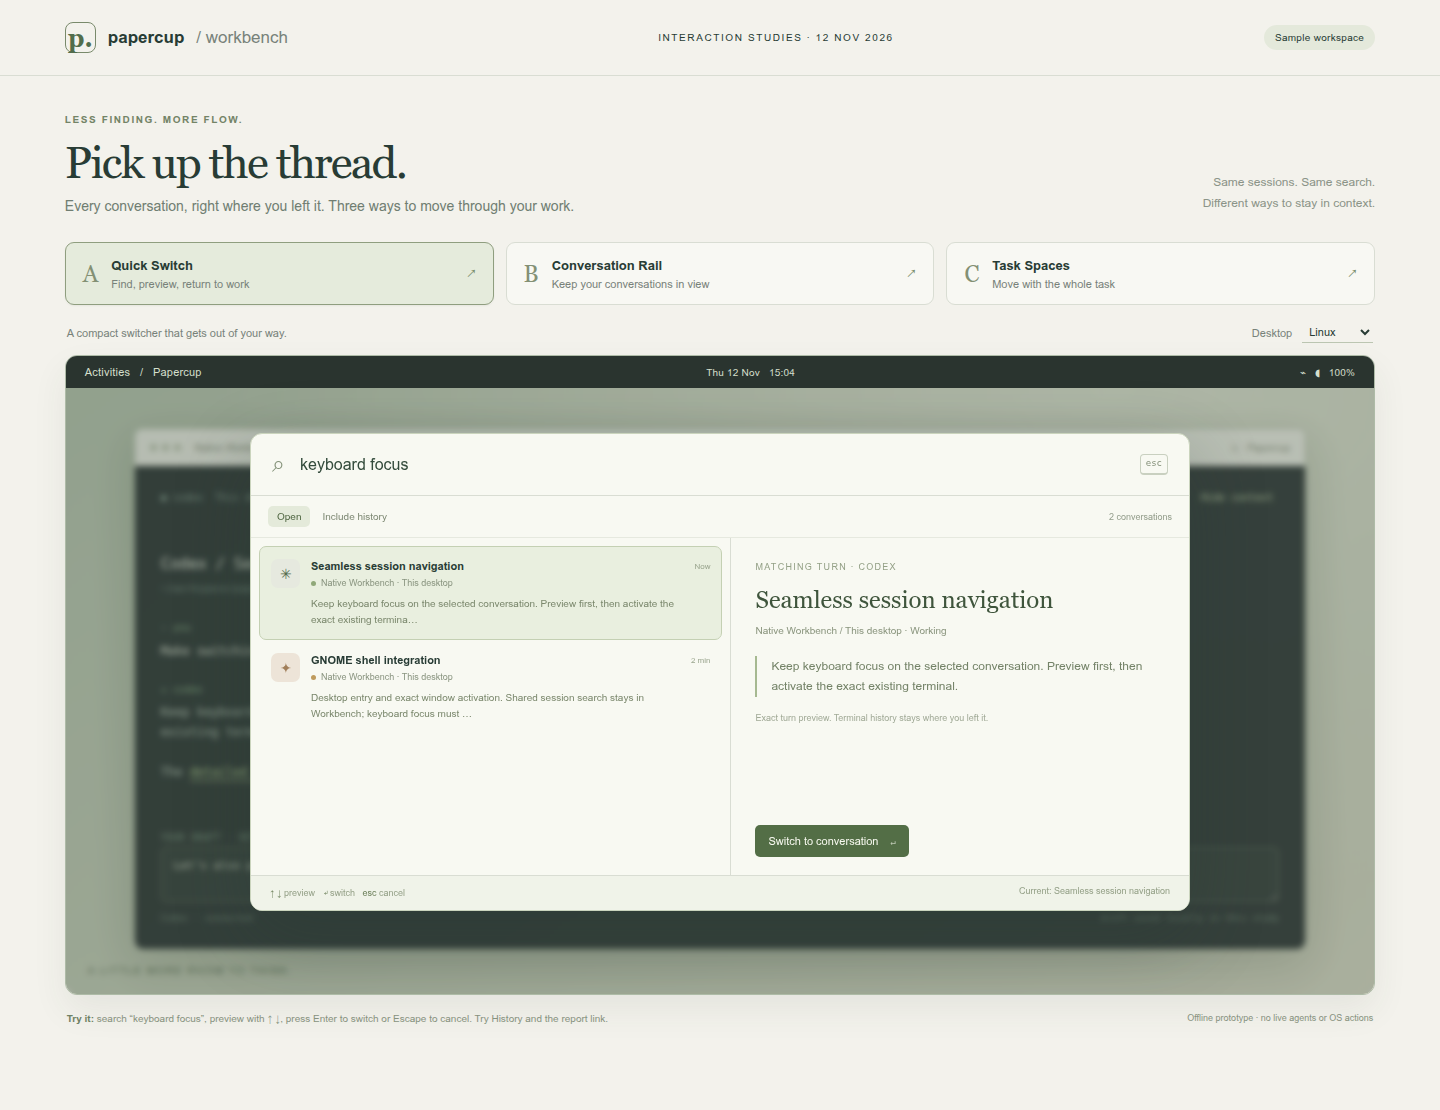 p. papercup / workbench
INTERACTION STUDIES · 12 NOV 2026
Sample workspace
LESS FINDING. MORE FLOW.
Pick up the thread.
Every conversation, right where you left it. Three ways to move through your work.
Same sessions. Same search.
Different ways to stay in context.
A Quick Switch ↗
Find, preview, return to work
B Conversation Rail ↗
Keep your conversations in view
C Task Spaces ↗
Move with the whole task
A compact switcher that gets out of your way.
Desktop Linux
Activities / Papercup
Thu 12 Nov 15:04
100%
keyboard focus
esc
Open Include history
2 conversations
Seamless session navigation
Now
Native Workbench · This desktop
Keep keyboard focus on the selected conversation. Preview first, then activate the
exact existing termina…
GNOME shell integration
2 min
Native Workbench · This desktop
Desktop entry and exact window activation. Shared session search stays in
Workbench; keyboard focus must …
MATCHING TURN · CODEX
Seamless session navigation
Native Workbench / This desktop · Working
Keep keyboard focus on the selected conversation. Preview first, then
activate the exact existing terminal.
Exact turn preview. Terminal history stays where you left it.
Switch to conversation ↵
↑↓ preview ↵ switch esc cancel
Current: Seamless session navigation
Try it: search “keyboard focus”, preview with ↑ ↓, press Enter to switch or Escape to cancel. Try History and the report link.
Offline prototype · no live agents or OS actions